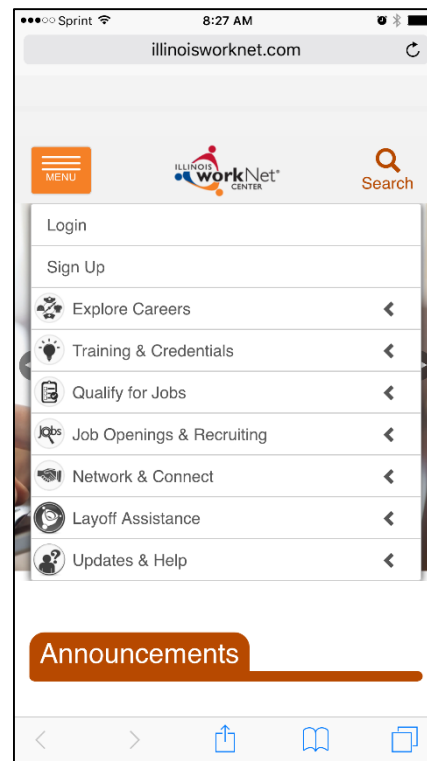 Sprint 8:27 AM
illinoisworknet.com
MENU
ILLINOIS
workNet®
CENTER
Search
Login
Sign Up
Explore Careers
Training & Credentials
Qualify for Jobs
Jobs
Job Openings & Recruiting
Network & Connect
Layoff Assistance
?
Updates & Help
Announcements